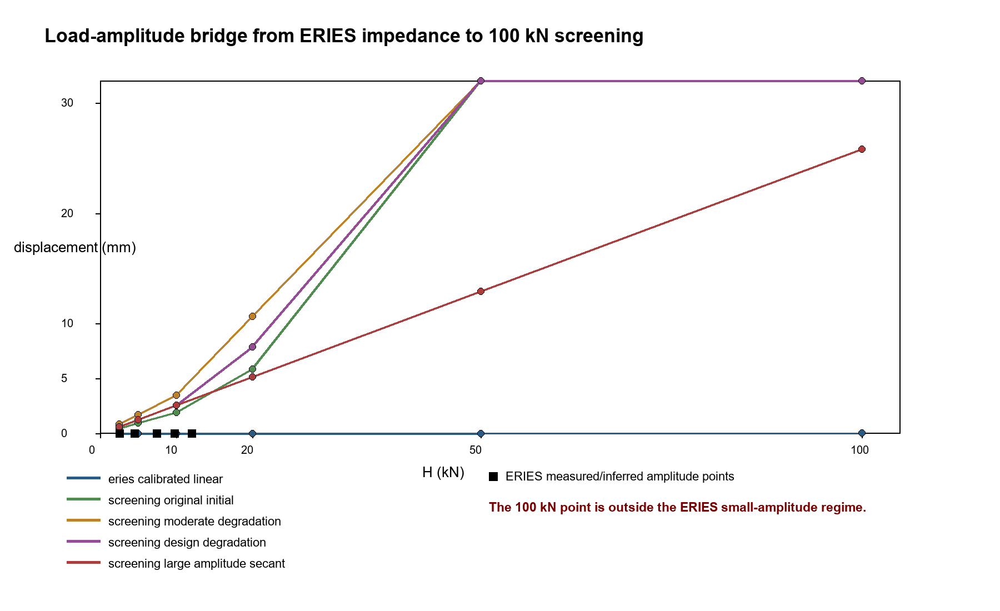 Load-amplitude bridge from ERIES impedance to 100 kN screening
30
20
displacement (mm)
10
5
0
0 10 20 50 100
H (kN)
eries calibrated linear
screening original initial
screening moderate degradation
screening design degradation
screening large amplitude secant
ERIES measured/inferred amplitude points
The 100 kN point is outside the ERIES small-amplitude regime.